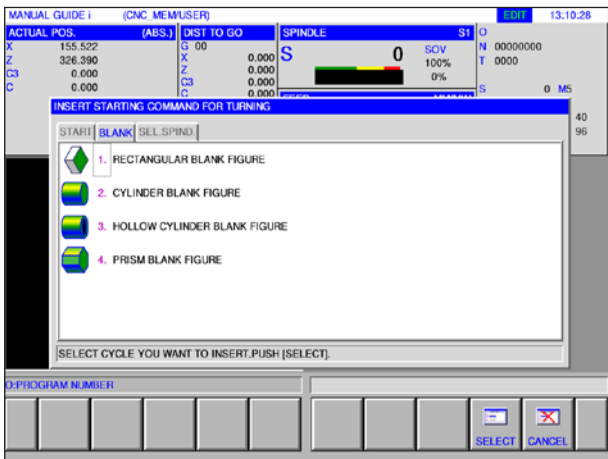 MANUAL GUIDE i (CNC_MEM/USER) EDIT 13:10:28
ACTUAL POS. (ABS.) DIST TO GO SPINDLE S1 O
X 155.522 G 00 S 0 SOV N 00000000
Z 326.390 X 0.000 100% T 0000
C3 0.000 Z 0.000 0%
C 0.000 C3 0.000 S 0 M5
C 0.000
INSERT STARTING COMMAND FOR TURNING
40
START BLANK SEL.SPIND.
96
1. RECTANGULAR BLANK FIGURE
2. CYLINDER BLANK FIGURE
3. HOLLOW CYLINDER BLANK FIGURE
4. PRISM BLANK FIGURE
SELECT CYCLE YOU WANT TO INSERT.PUSH [SELECT].
O:PROGRAM NUMBER
SELECT CANCEL